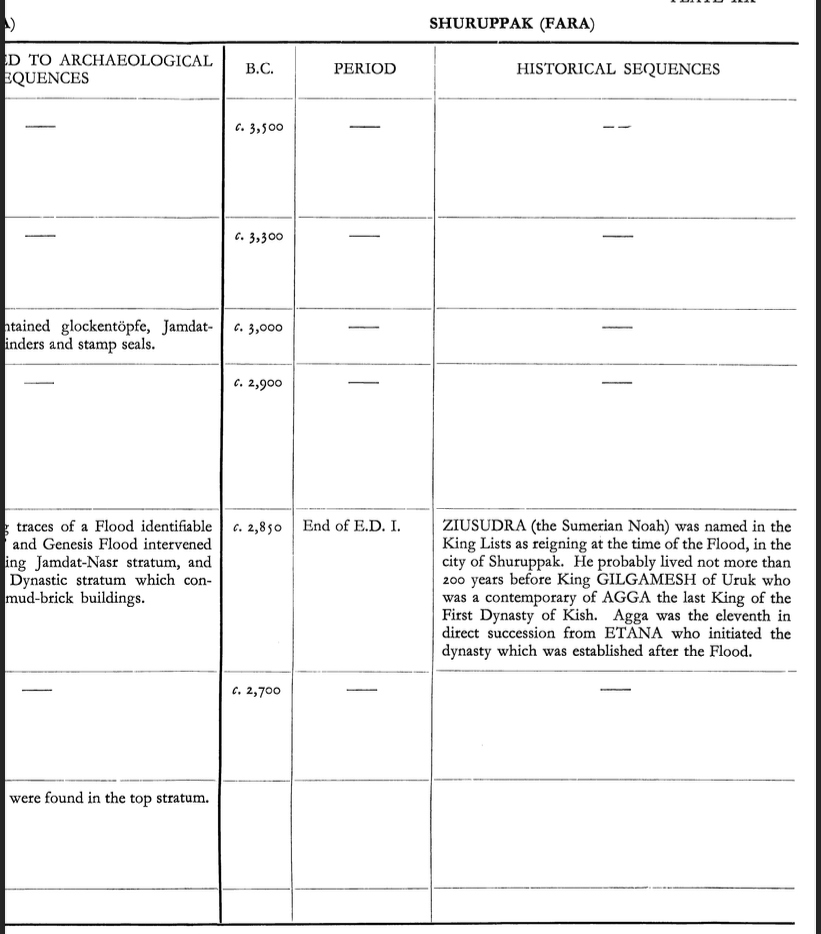 SHURUPPAK (FARA)
TO ARCHAEOLOGICAL
B.C.
PERIOD
HISTORICAL SEQUENCES
— 
c. 3,500
—
— —
—
c. 3,300
—
—
glockentöpfe, Jamdat-
and stamp seals.
c. 3,000
—
—
—
c. 2,900
—
—
traces of a Flood identifiable
and Genesis Flood intervened
Jamdat-Nasr stratum, and
Dynastic stratum which con-
mud-brick buildings.
c. 2,850
End of E.D. I.
ZIUSUDRA (the Sumerian Noah) was named in the
King Lists as reigning at the time of the Flood, in the
city of Shuruppak. He probably lived not more than
200 years before King GILGAMESH of Uruk who
was a contemporary of AGGA the last King of the
First Dynasty of Kish. Agga was the eleventh in
direct succession from ETANA who initiated the
dynasty which was established after the Flood.
—
c. 2,700
—
—
were found in the top stratum.